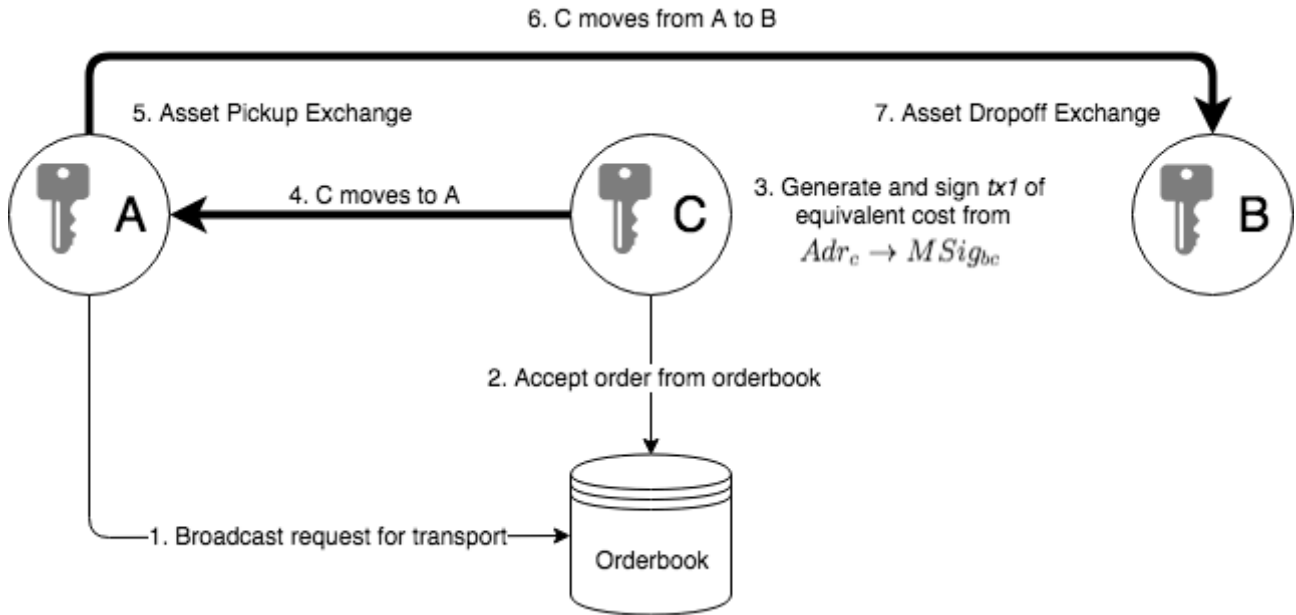 6. C moves from A to B
5. Asset Pickup Exchange
7. Asset Dropoff Exchange
A
4. C moves to A
C
3. Generate and sign tx1 of
equivalent cost from
Adr_c → MSig_bc
B
2. Accept order from orderbook
1. Broadcast request for transport
Orderbook